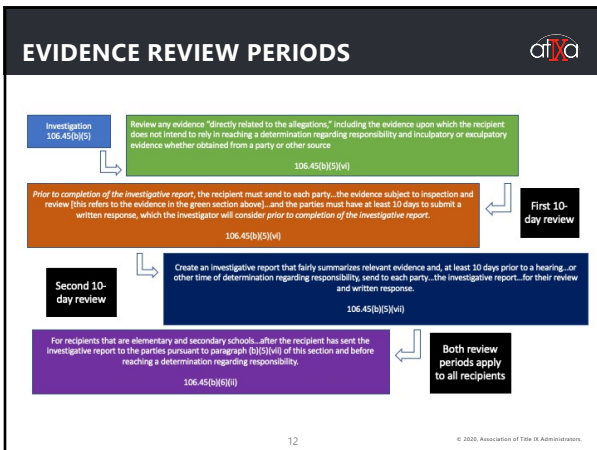 EVIDENCE REVIEW PERIODS
atIXa
Investigation
106.45(b)(5)
Review any evidence “directly related to the allegations,” including the evidence upon which the recipient
does not intend to rely in reaching a determination regarding responsibility and inculpatory or exculpatory
evidence whether obtained from a party or other source
106.45(b)(5)(vi)
Prior to completion of the investigative report, the recipient must send to each party…the evidence subject to inspection and
review [this refers to the evidence in the green section above]…and the parties must have at least 10 days to submit a
written response, which the investigator will consider prior to completion of the investigative report.
106.45(b)(5)(vi)
First 10-
day review
Second 10-
day review
Create an investigative report that fairly summarizes relevant evidence and, at least 10 days prior to a hearing…or
other time of determination regarding responsibility, send to each party…the investigative report…for their review
and written response.
106.45(b)(5)(vii)
For recipients that are elementary and secondary schools…after the recipient has sent the
investigative report to the parties pursuant to paragraph (b)(5)(vii) of this section and before
reaching a determination regarding responsibility.
106.45(b)(6)(ii)
Both review
periods apply
to all recipients
12
© 2020, Association of Title IX Administrators.